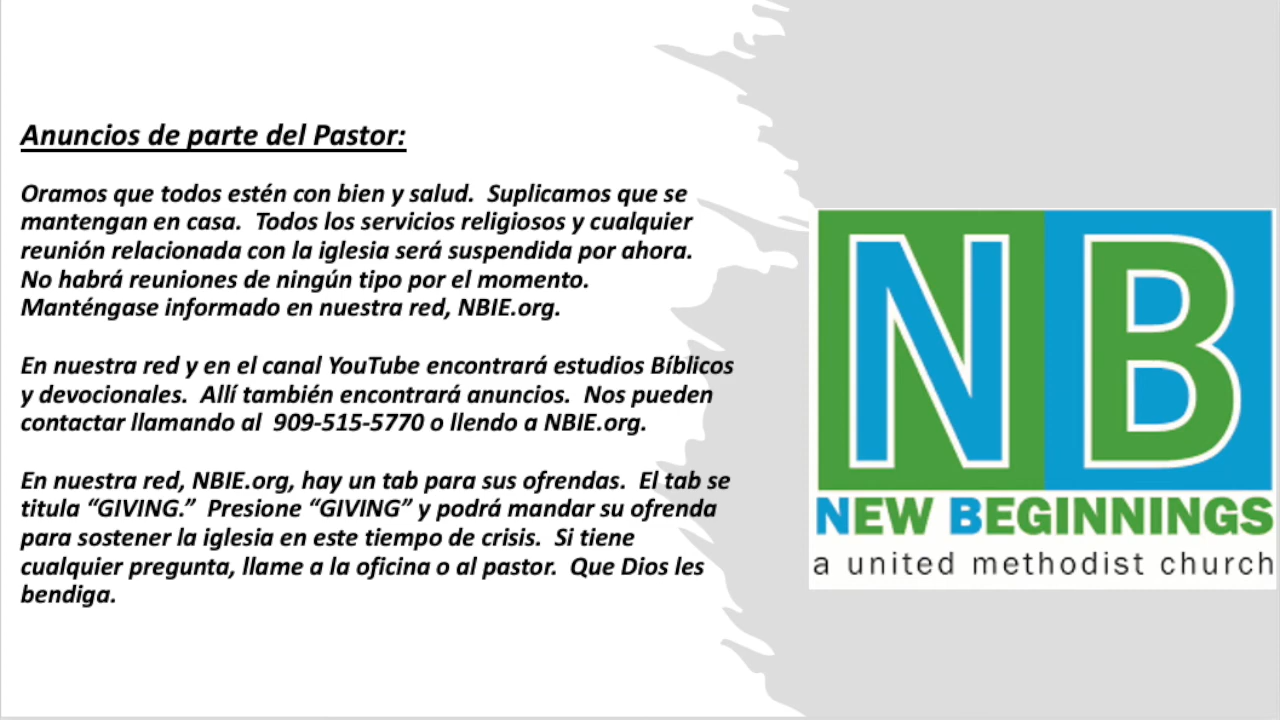 Anuncios de parte del Pastor:
Oramos que todos estén con bien y salud.  Suplicamos que se
mantengan en casa.  Todos los servicios religiosos y cualquier
reunión relacionada con la iglesia será suspendida por ahora.
No habrá reuniones de ningún tipo por el momento.
Manténgase informado en nuestra red, NBIE.org.
En nuestra red y en el canal YouTube encontrará estudios Bíblicos
y devocionales.  Allí también encontrará anuncios.  Nos pueden
contactar llamando al  909-515-5770 o llendo a NBIE.org.
En nuestra red, NBIE.org, hay un tab para sus ofrendas.  El tab se
titula “GIVING.”  Presione “GIVING” y podrá mandar su ofrenda
para sostener la iglesia en este tiempo de crisis.  Si tiene
cualquier pregunta, llame a la oficina o al pastor.  Que Dios les
bendiga.
NB
NEW BEGINNINGS
a united methodist church